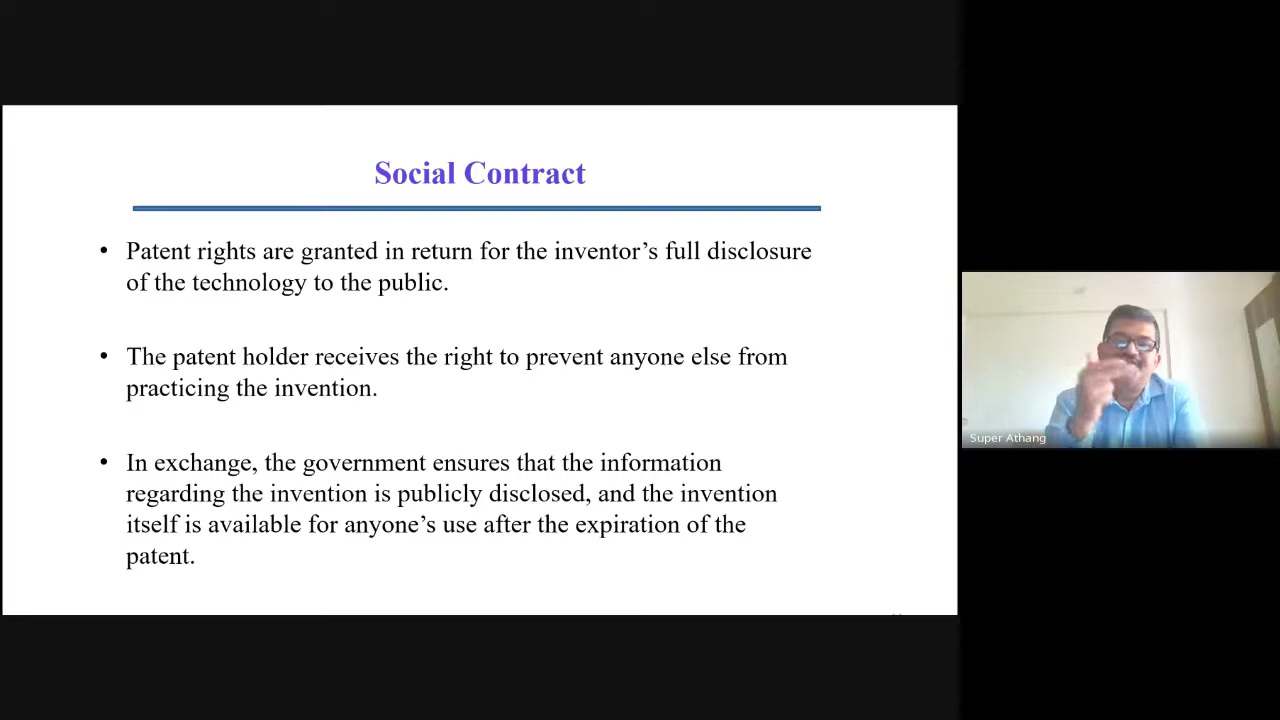 Social Contract
• Patent rights are granted in return for the inventor’s full disclosure
of the technology to the public.
• The patent holder receives the right to prevent anyone else from
practicing the invention.
• In exchange, the government ensures that the information
regarding the invention is publicly disclosed, and the invention
itself is available for anyone’s use after the expiration of the
patent.
Super Athang